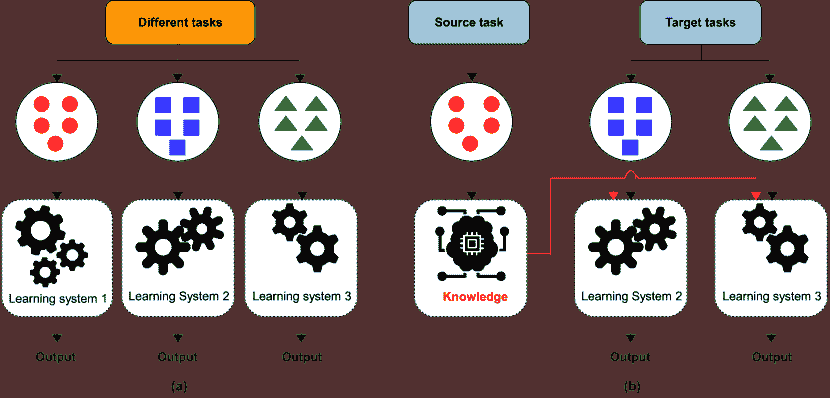 Different tasks
Source task
Target tasks
Learning system 1
Learning System 2
Learning system 3
Knowledge
Learning System 2
Learning system 3
Output
Output
Output
Output
Output
(a)
(b)